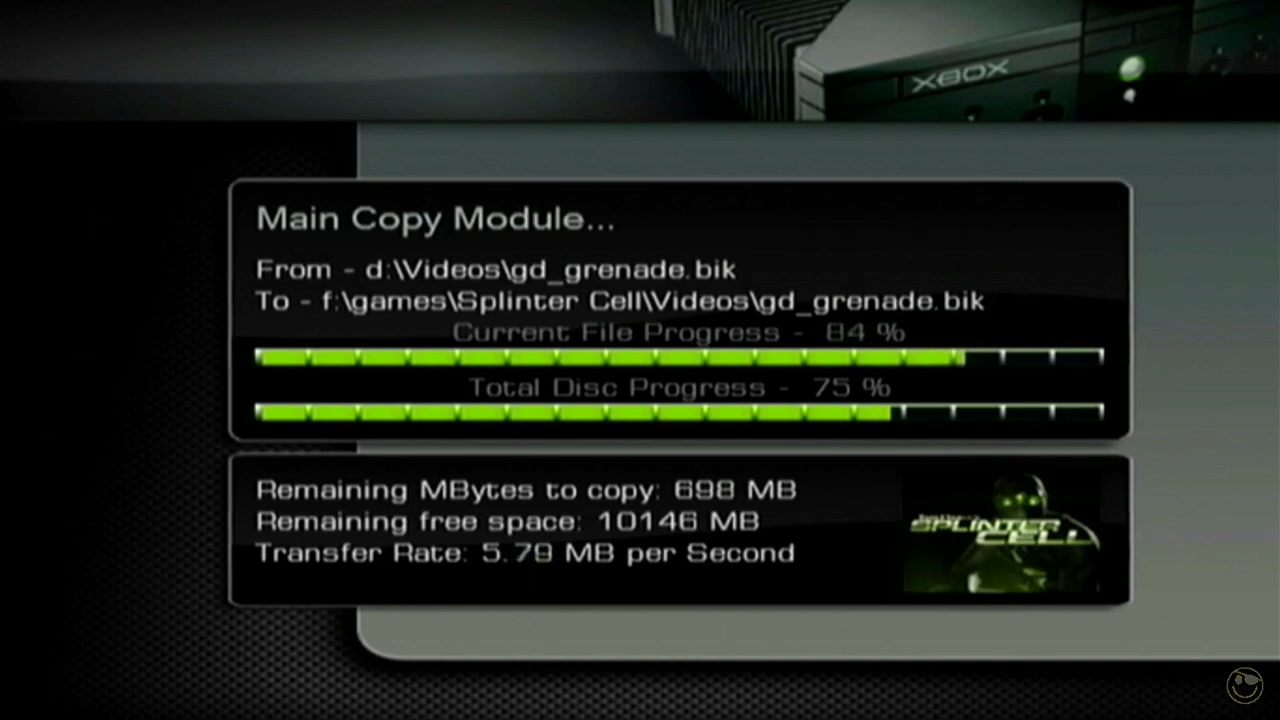 XBOX
Main Copy Module...
From - d:\Videos\gd_grenade.bik
To - f:\games\Splinter Cell\Videos\gd_grenade.bik
Current File Progress - 84 %
Total Disc Progress - 75 %
Remaining MBytes to copy: 698 MB
Remaining free space: 10146 MB
Transfer Rate: 5.79 MB per Second
SPLINTER
CELL